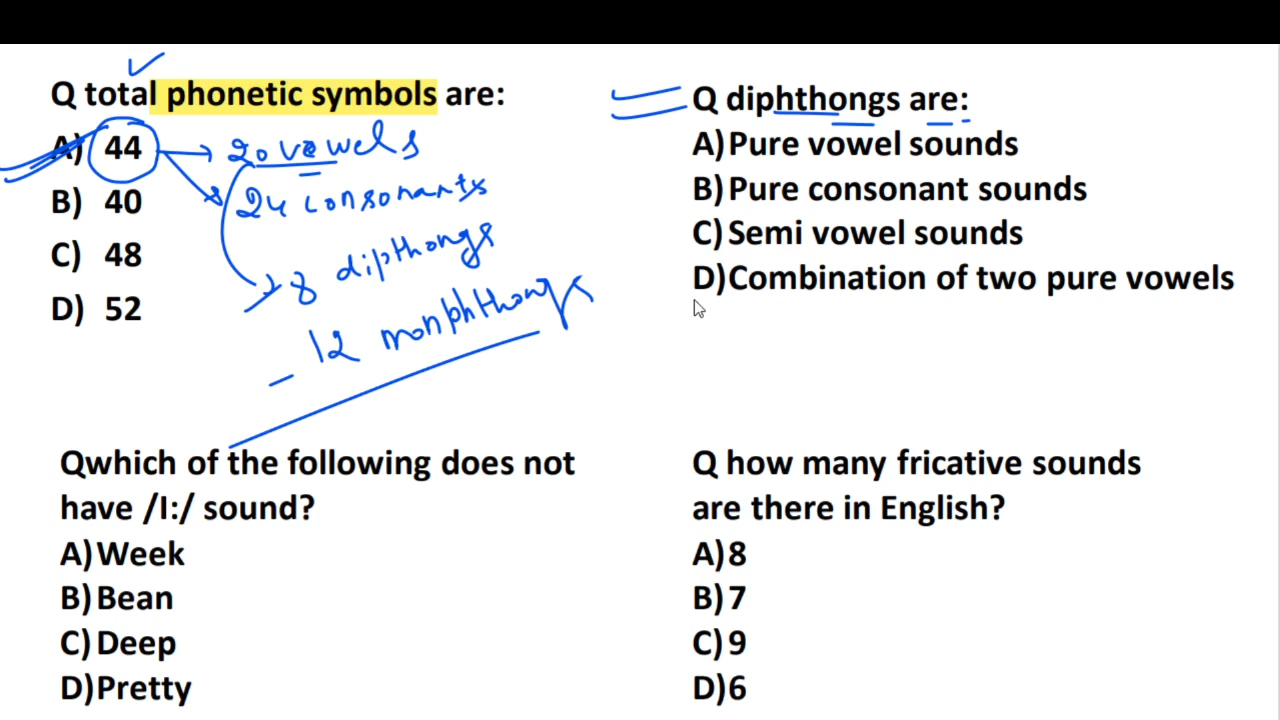 Q total phonetic symbols are:
A) 44
B) 40
C) 48
D) 52
20 vowels
24 consonants
8 dipthongs
12 monphthongs
Q diphthongs are:
A)Pure vowel sounds
B)Pure consonant sounds
C)Semi vowel sounds
D)Combination of two pure vowels
Qwhich of the following does not
have /I:/ sound?
A)Week
B)Bean
C)Deep
D)Pretty
Q how many fricative sounds
are there in English?
A)8
B)7
C)9
D)6